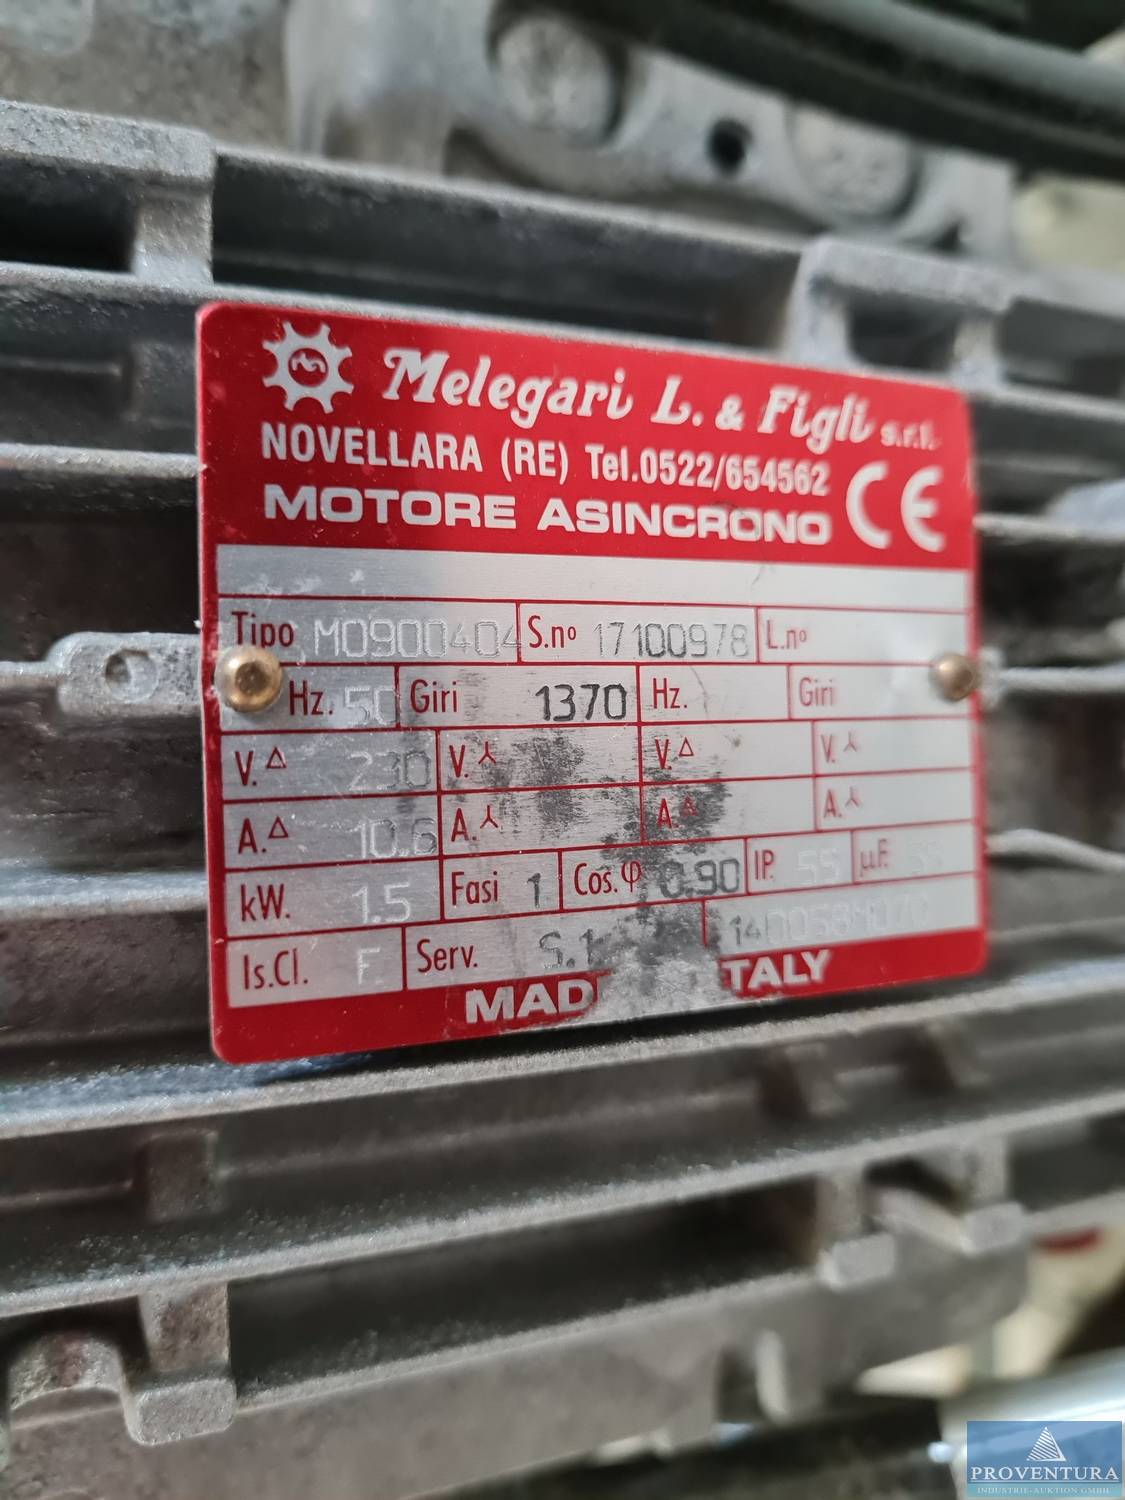 Melegari L. & Figli s.r.l.
NOVELLARA (RE) Tel.0522/654562
MOTORE ASINCRONO CE
Tipo M0900404 S.nº 17100978 L.nº
Hz. 50 Giri 1370 Hz. Giri
V.Δ 230 V.⅄ V.Δ V.⅄
A.Δ 10.6 A.⅄ A.Δ A.⅄
kW. 1.5 Fasi 1 Cos.φ 0.90 IP. 55 µF.
Is.Cl. F. Serv. S.1
MAD TALY
PROVENTURA
INDUSTRIE-AUKTION GMBH